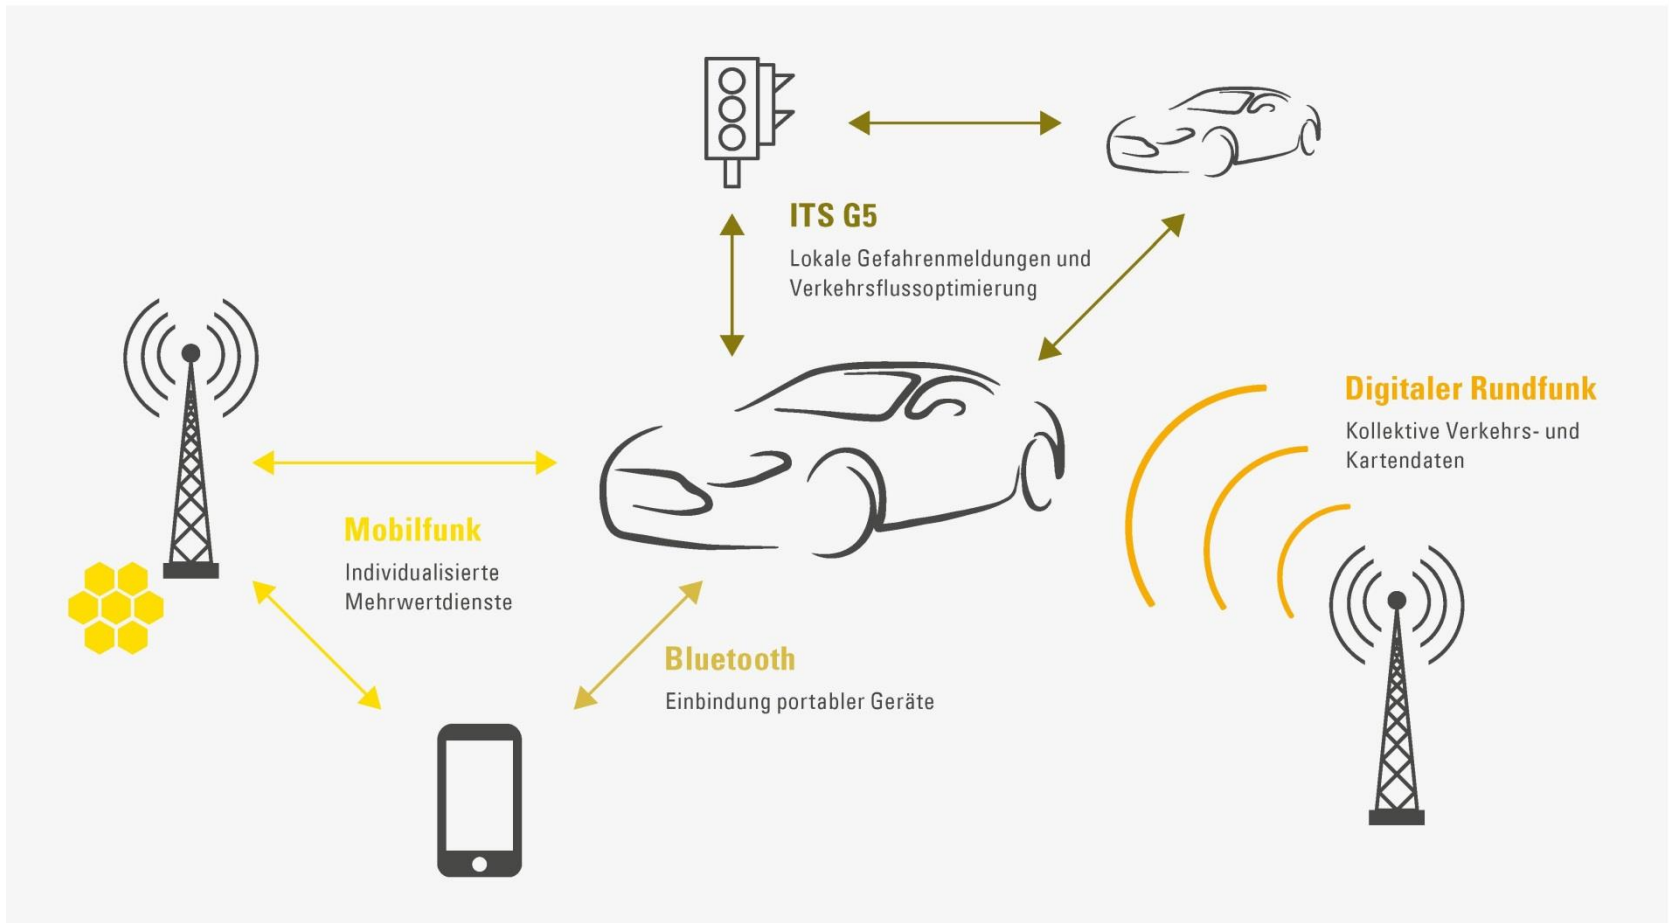 ITS G5
Lokale Gefahrenmeldungen und
Verkehrsflussoptimierung
Digitaler Rundfunk
Kollektive Verkehrs- und
Kartendaten
Mobilfunk
Individualisierte
Mehrwertdienste
Bluetooth
Einbindung portabler Geräte